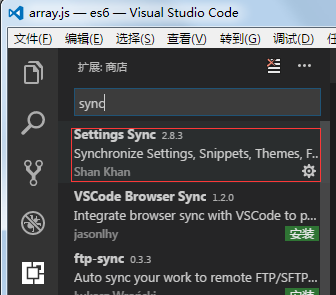 array.js — es6 — Visual Studio Code
文件(F) 编辑(E) 选择(S) 查看(V) 转到(G) 调试(D)
扩展: 商店
sync
Settings Sync 2.8.3
Synchronize Settings, Snippets, Themes, F...
Shan Khan
VSCode Browser Sync 1.2.0
Integrate browser sync with VSCode to p...
jasonlhy 安装
ftp-sync 0.3.3
Auto sync your work to remote FTP/SFTP...
安装